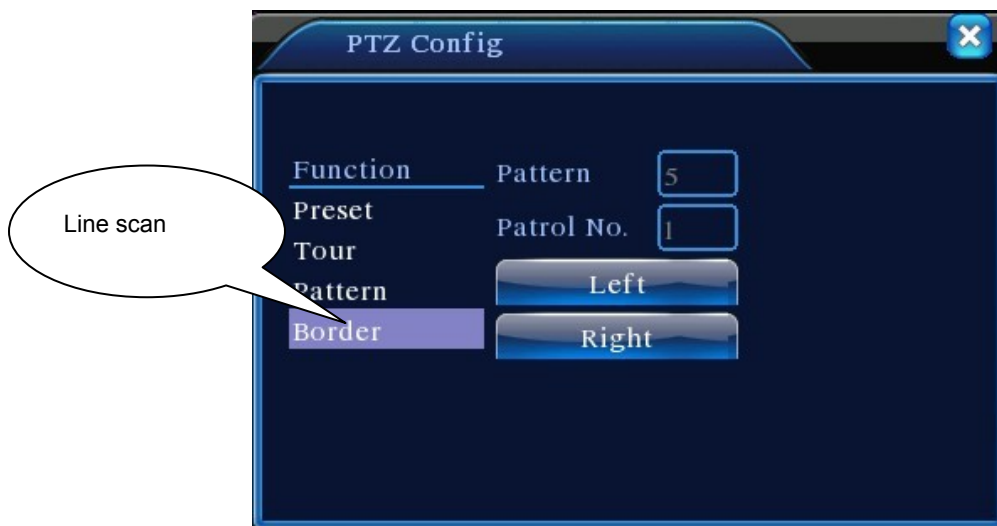 PTZ Config
Line scan
Function
Preset
Tour
Pattern
Border
Pattern 5
Patrol No. 1
Left
Right